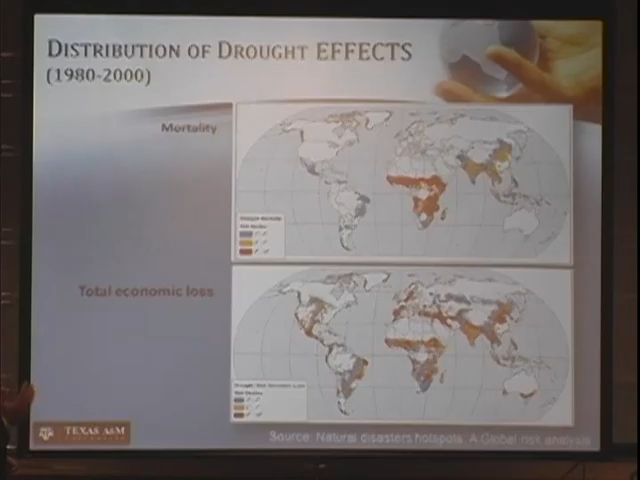 DISTRIBUTION OF DROUGHT EFFECTS
(1980-2000)
Mortality
Total economic loss
TEXAS A&M
Source: Natural disasters hotspots. A Global risk analysis